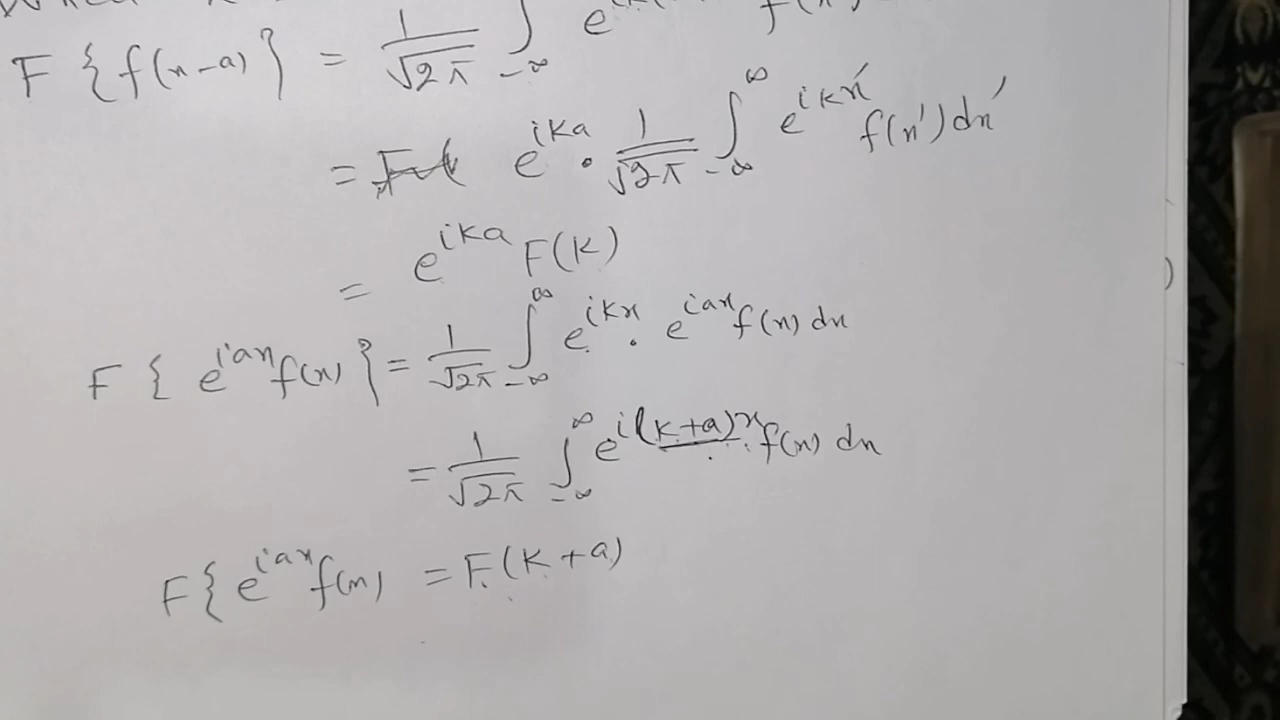 F {f(x-a)} = 1/√2π ∫_{-∞} e f(x
= e^{ika} · 1/√2π ∫_{-∞}^{∞} e^{ikx'} f(x')dx'
= e^{ika} F(k)
F { e^{iax} f(x) } = 1/√2π ∫_{-∞}^{∞} e^{ikx} · e^{iax} f(x) dx
= 1/√2π ∫_{-∞}^{∞} e^{i(k+a)x} f(x) dx
F{ e^{iax} f(x) = F(k+a)